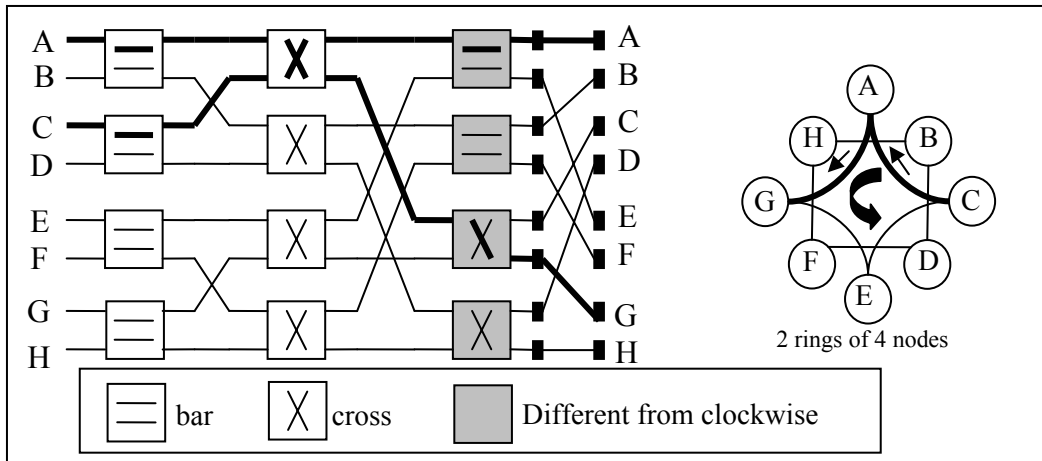 A
B
C
D
E
F
G
H
A
B
C
D
E
F
G
H
A
H
B
G
C
F
D
E
2 rings of 4 nodes
bar
cross
Different from clockwise